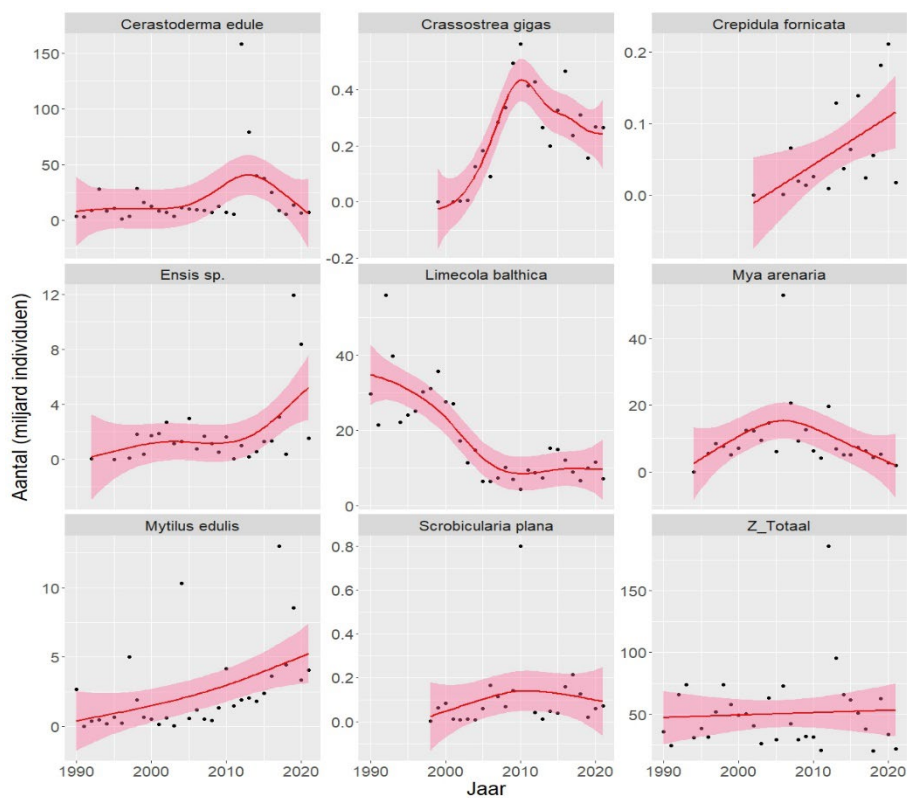 Cerastoderma edule
Crassostrea gigas
Crepidula fornicata
150
100
50
0
0.4
0.2
0.0
-0.2
0.2
0.1
0.0
Ensis sp.
Limecola balthica
Mya arenaria
12
8
4
0
40
20
0
40
20
0
Mytilus edulis
Scrobicularia plana
Z_Totaal
10
5
0
0.8
0.6
0.4
0.2
0.0
150
100
50
1990 2000 2010 2020
1990 2000 2010 2020
1990 2000 2010 2020
Jaar
Aantal (miljard individuen)